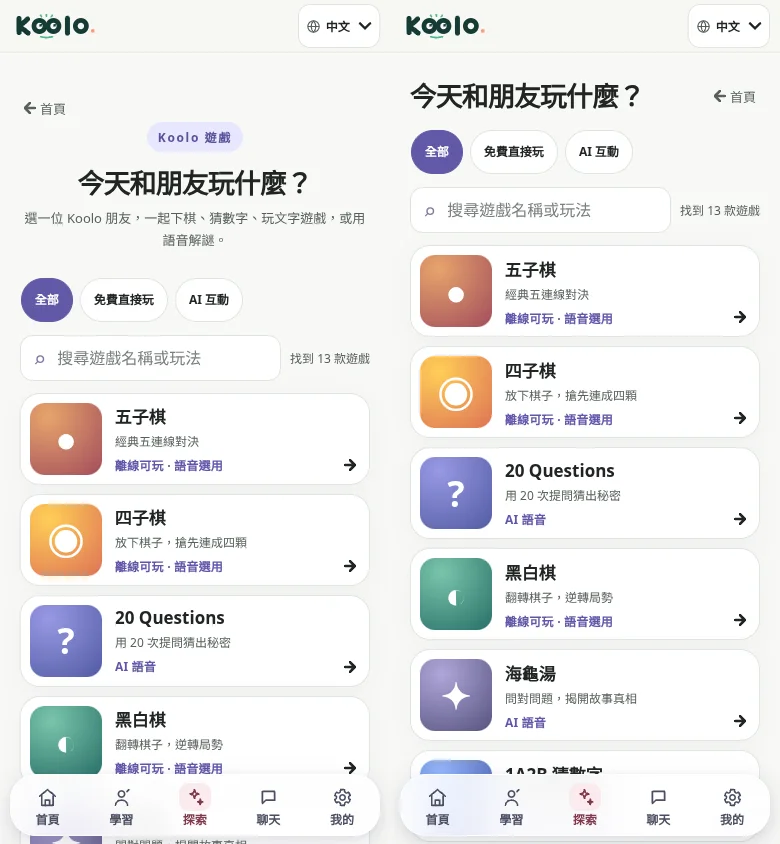 Koolo.
中文
首頁
Koolo 遊戲
今天和朋友玩什麼？
選一位 Koolo 朋友，一起下棋、猜數字、玩文字遊戲，或用
語音解謎。
全部
免費直接玩
AI 互動
搜尋遊戲名稱或玩法
找到 13 款遊戲
五子棋
經典五連線對決
離線可玩 · 語音選用
四子棋
放下棋子，搶先連成四顆
離線可玩 · 語音選用
?
20 Questions
用 20 次提問猜出秘密
AI 語音
黑白棋
翻轉棋子，逆轉局勢
離線可玩 · 語音選用
問對問題，揭開故事真相
首頁
學習
探索
聊天
我的
Koolo.
中文
今天和朋友玩什麼？
首頁
全部
免費直接玩
AI 互動
搜尋遊戲名稱或玩法
找到 13 款遊戲
五子棋
經典五連線對決
離線可玩 · 語音選用
四子棋
放下棋子，搶先連成四顆
離線可玩 · 語音選用
?
20 Questions
用 20 次提問猜出秘密
AI 語音
黑白棋
翻轉棋子，逆轉局勢
離線可玩 · 語音選用
海龜湯
問對問題，揭開故事真相
AI 語音
1A2B 猜數字
首頁
學習
探索
聊天
我的